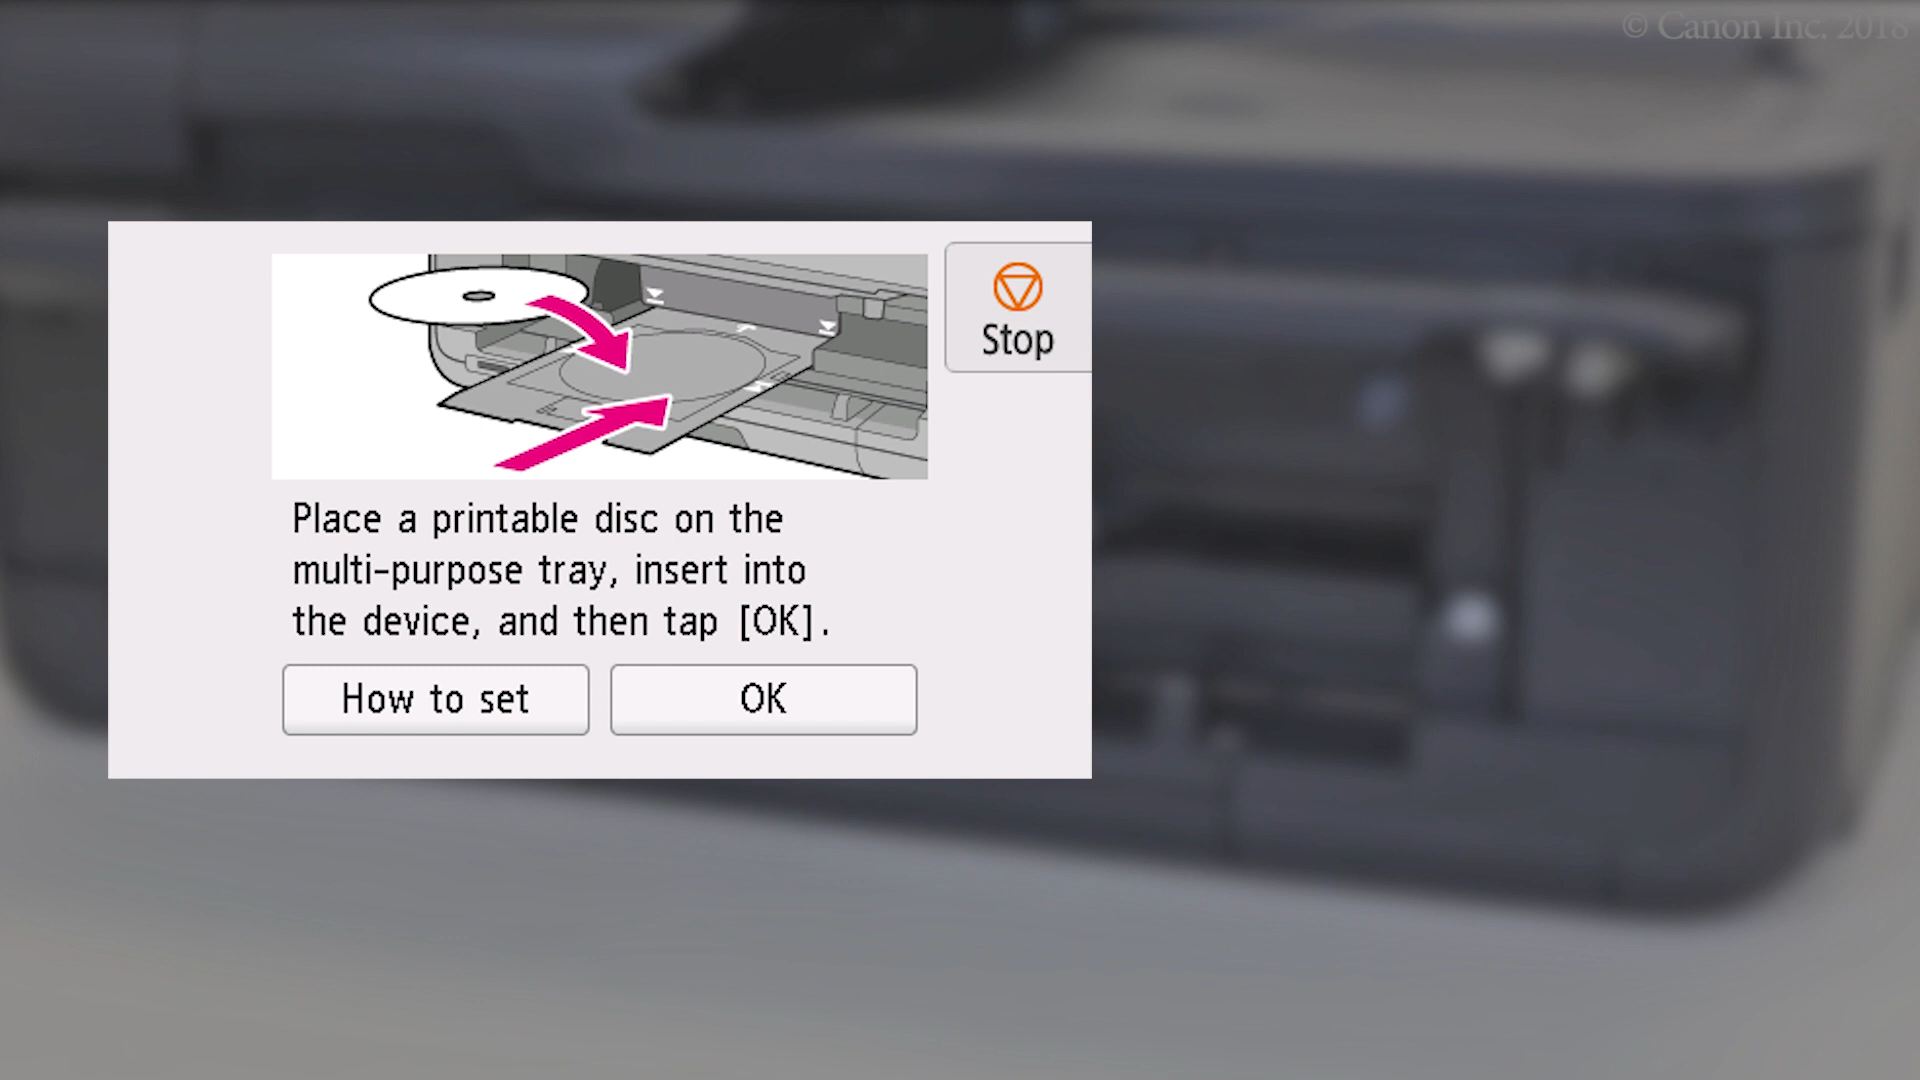 © Canon Inc. 2018
Stop
Place a printable disc on the
multi-purpose tray, insert into
the device, and then tap [OK].
How to set
OK